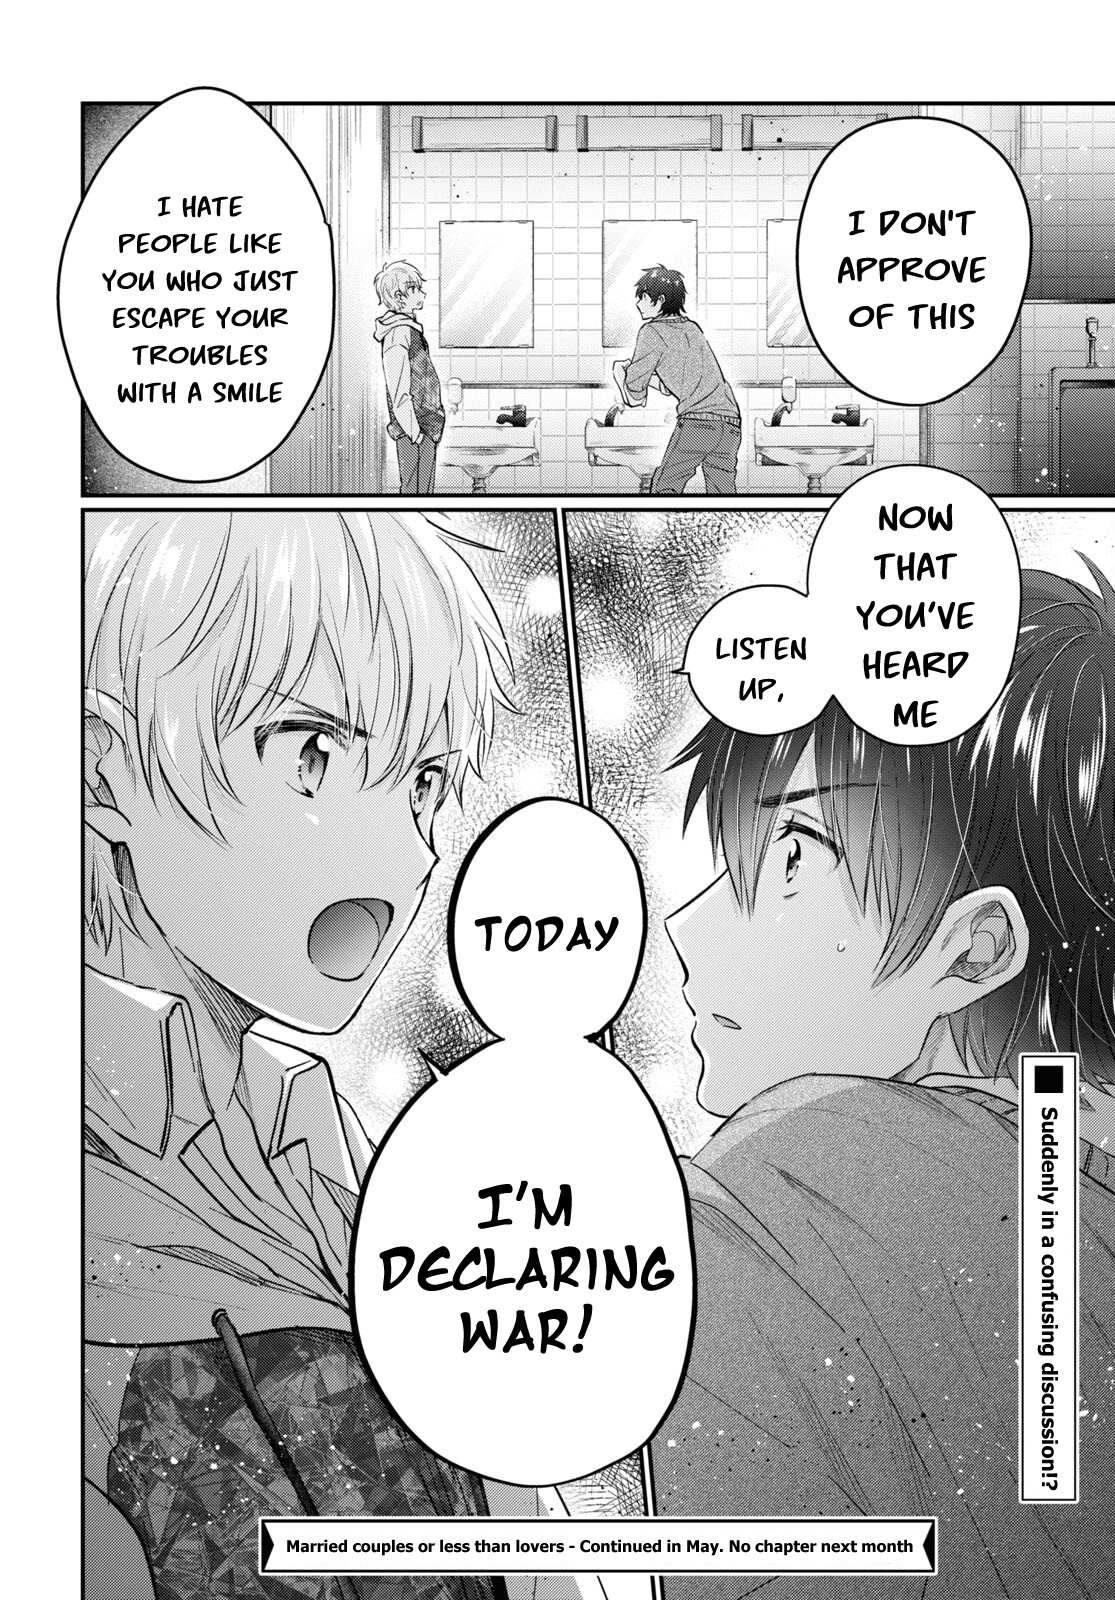 I DON'T
APPROVE
OF THIS
I HATE
PEOPLE LIKE
YOU WHO JUST
ESCAPE YOUR
TROUBLES
WITH A SMILE
NOW
THAT
YOU'VE
HEARD
ME
LISTEN
UP,
TODAY
I'M
DECLARING
WAR!
Suddenly in a confusing discussion!?
Married couples or less than lovers - Continued in May. No chapter next month